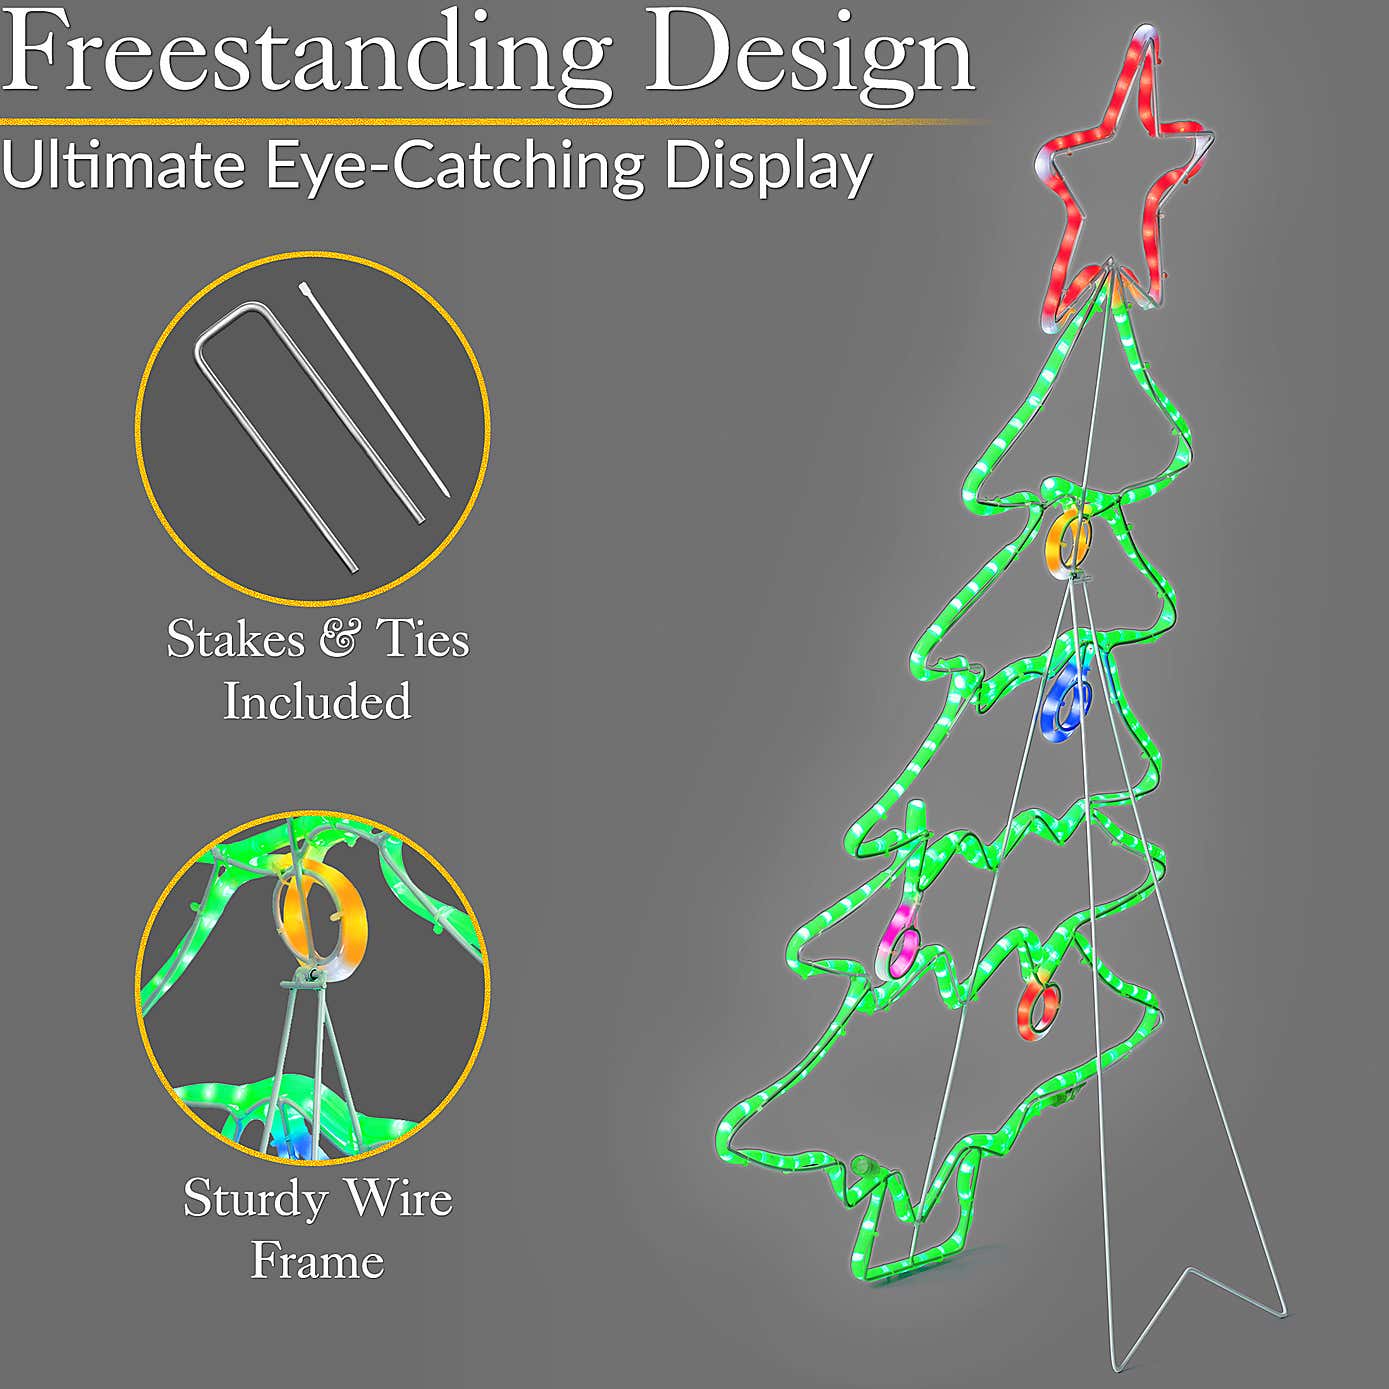 Freestanding Design
Ultimate Eye-Catching Display
Stakes & Ties
Included
Sturdy Wire
Frame